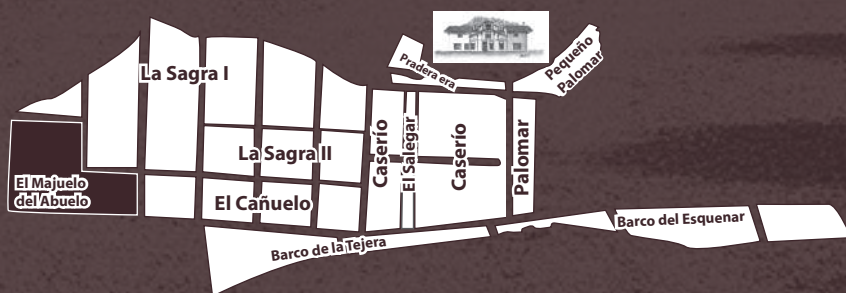 La Sagra I
Pradera era
Pequeño
Palomar
La Sagra II
Caserío
El Salegar
Caserío
Palomar
El Majuelo
del Abuelo
El Cañuelo
Barco de la Tejera
Barco del Esquenar